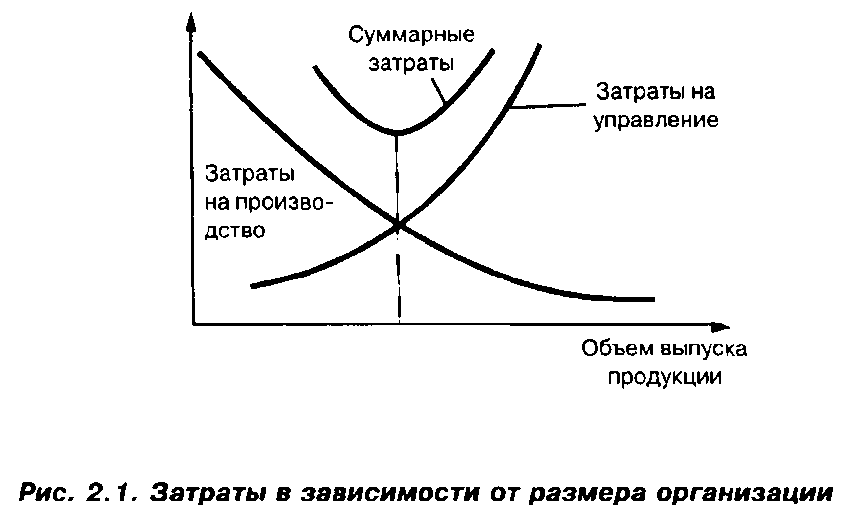 Суммарные
затраты
Затраты на
управление
Затраты
на произво-
дство
Объем выпуска
продукции
Рис. 2.1. Затраты в зависимости от размера организации